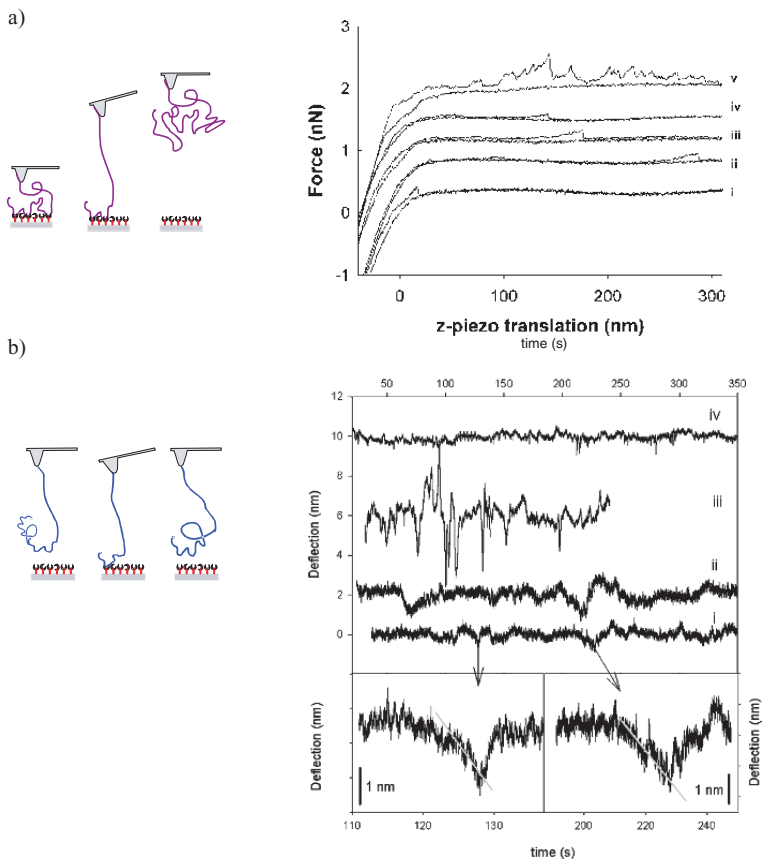 a)
3
2
1
0
-1
Force (nN)
v
iv
iii
ii
i
0 100 200 300
z-piezo translation (nm)
time (s)
b)
50 100 150 200 250 300 350
12
10
8
6
4
2
0
Deflection (nm)
iv
iii
ii
i
Deflection (nm)
1 nm
1 nm
Deflection (nm)
110 120 130 200 220 240
time (s)